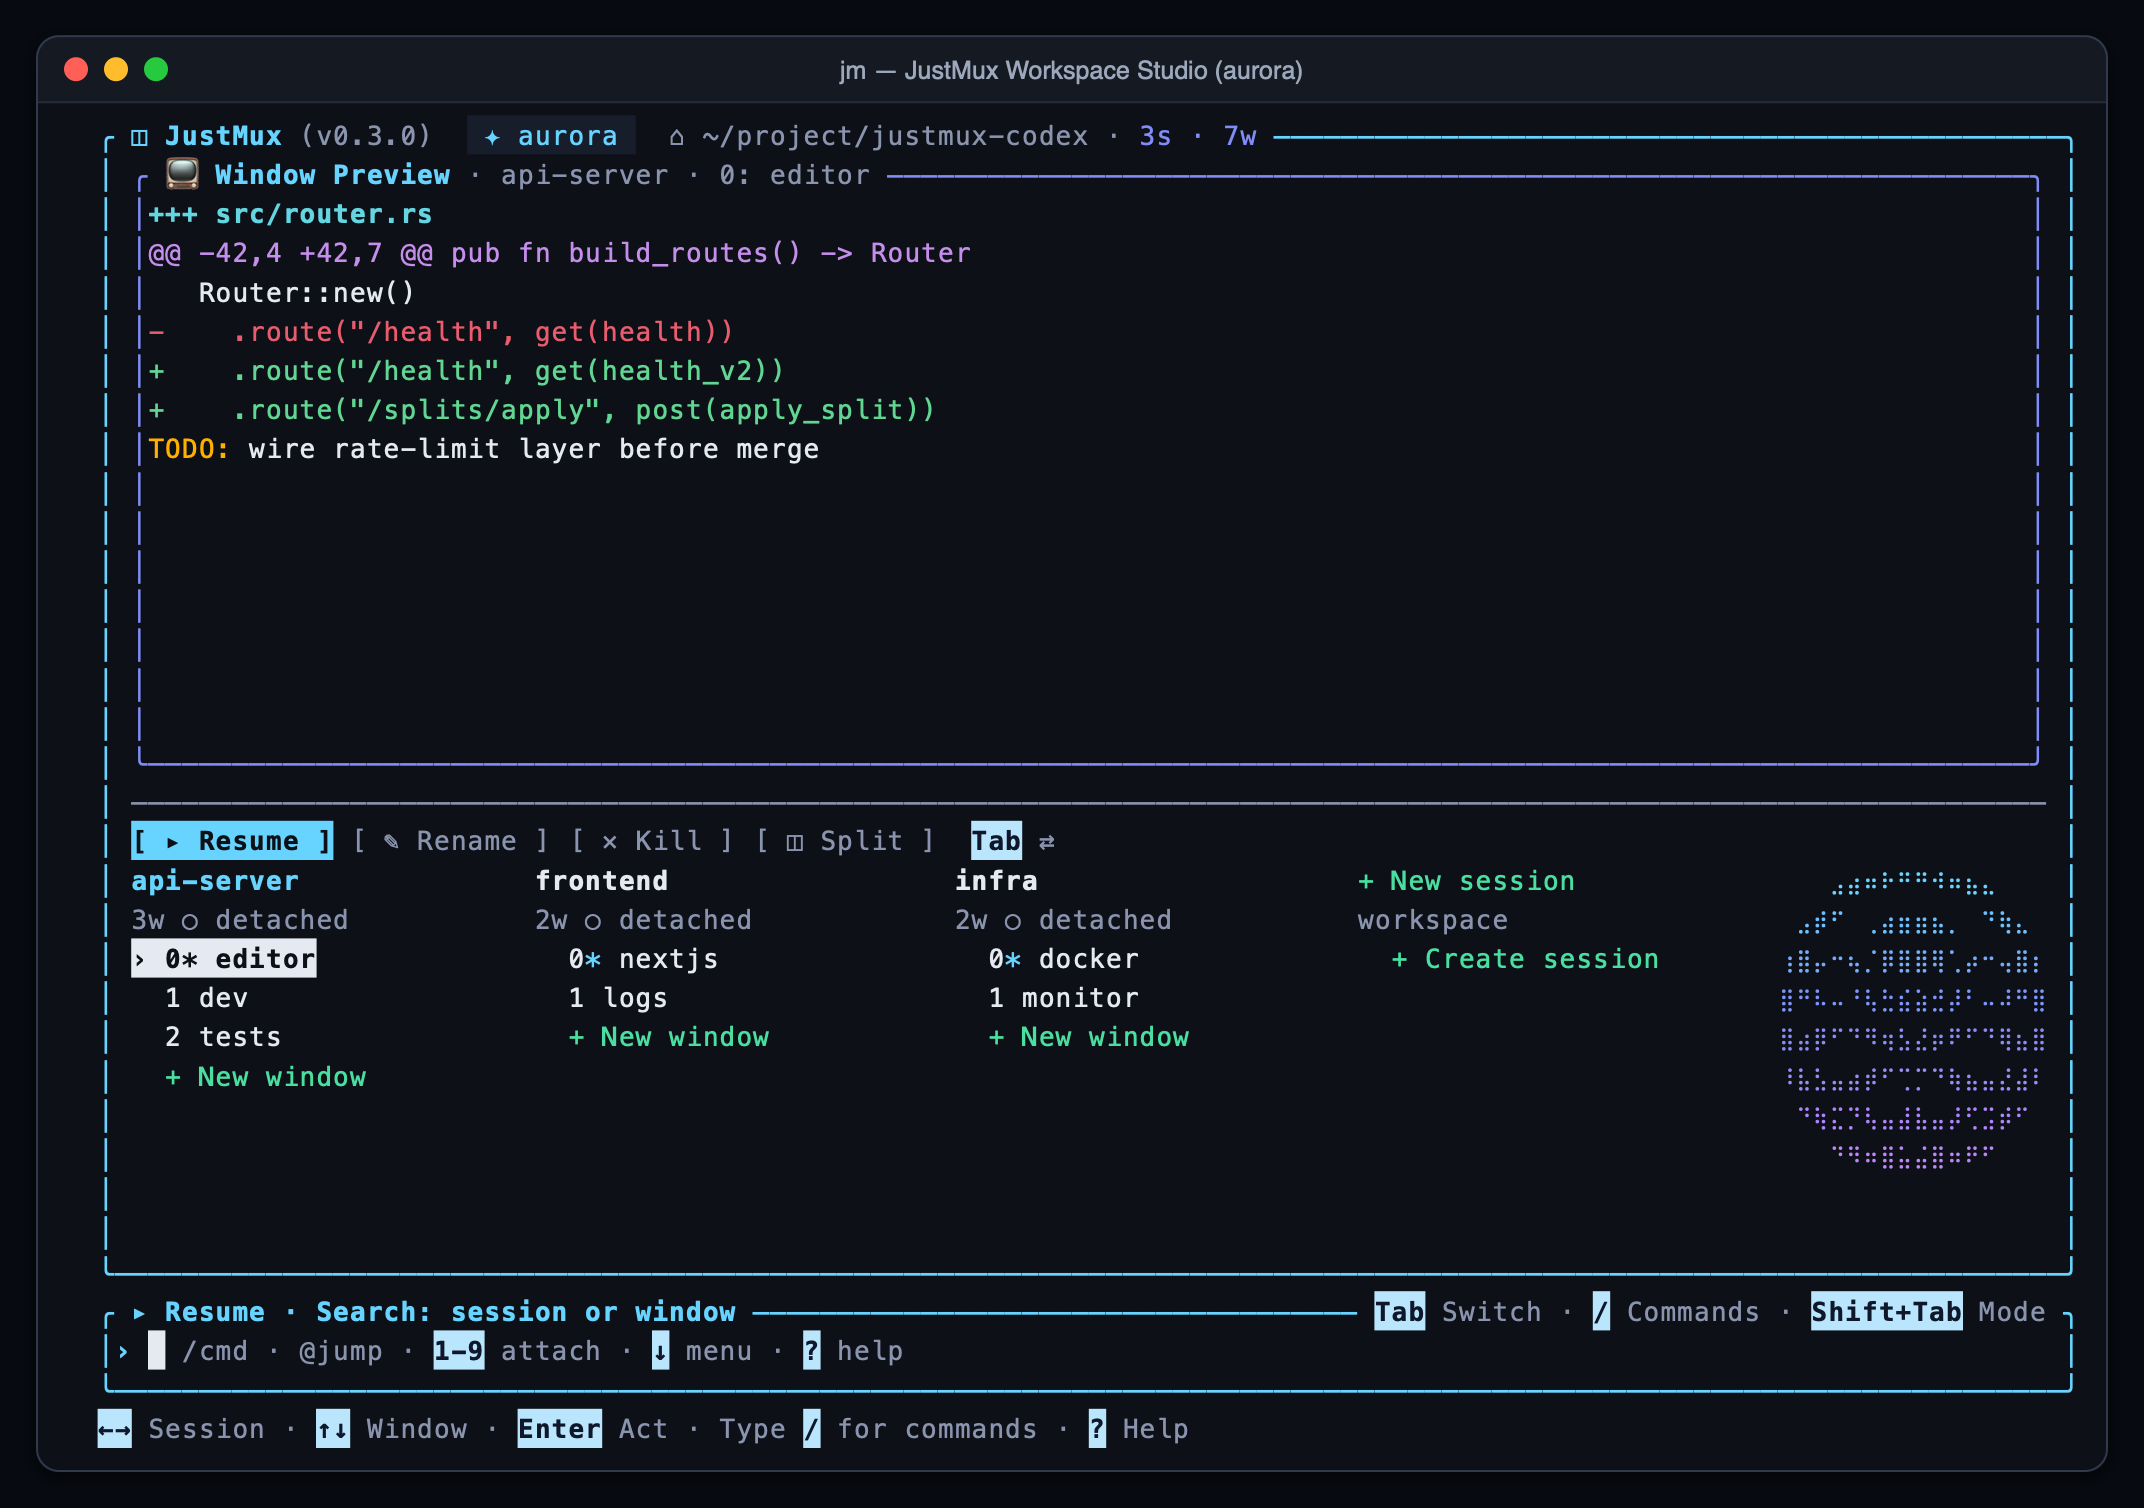 jm — JustMux Workspace Studio (aurora)
◫ JustMux (v0.3.0) ✦ aurora ⌂ ~/project/justmux-codex · 3s · 7w
📺 Window Preview · api-server · 0: editor
+++ src/router.rs
@@ -42,4 +42,7 @@ pub fn build_routes() -> Router
   Router::new()
-    .route("/health", get(health))
+    .route("/health", get(health_v2))
+    .route("/splits/apply", post(apply_split))
TODO: wire rate-limit layer before merge
[ ▸ Resume ] [ ✎ Rename ] [ × Kill ] [ ◫ Split ] Tab ⇄
api-server frontend infra + New session
3w ○ detached 2w ○ detached 2w ○ detached workspace
› 0* editor 0* nextjs 0* docker + Create session
1 dev 1 logs 1 monitor
2 tests + New window + New window
+ New window
▸ Resume · Search: session or window Tab Switch · / Commands · Shift+Tab Mode
› /cmd · @jump · 1-9 attach · ↓ menu · ? help
←→ Session · ↑↓ Window · Enter Act · Type / for commands · ? Help